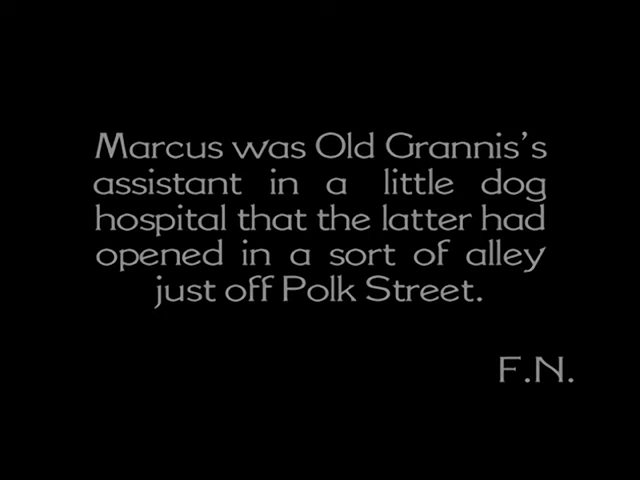 Marcus was Old Grannis's
assistant in a little dog
hospital that the latter had
opened in a sort of alley
just off Polk Street.
F.N.